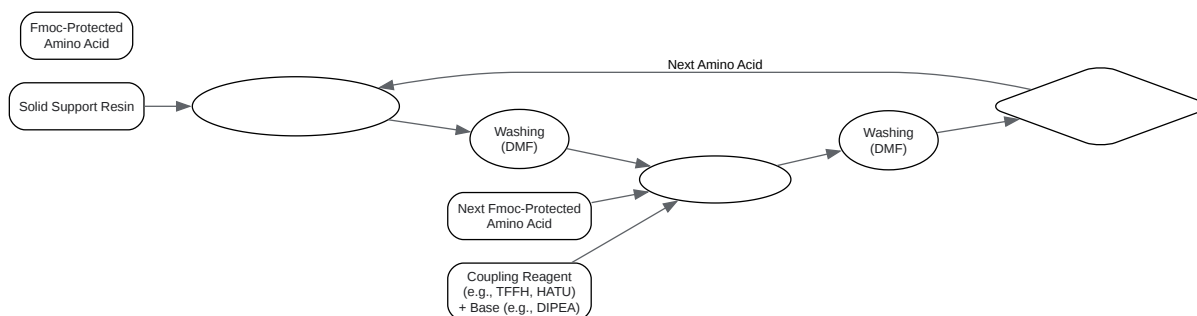 Fmoc-Protected
Amino Acid
Solid Support Resin
Next Amino Acid
Washing
(DMF)
Washing
(DMF)
Next Fmoc-Protected
Amino Acid
Coupling Reagent
(e.g., TFFH, HATU)
+ Base (e.g., DIPEA)